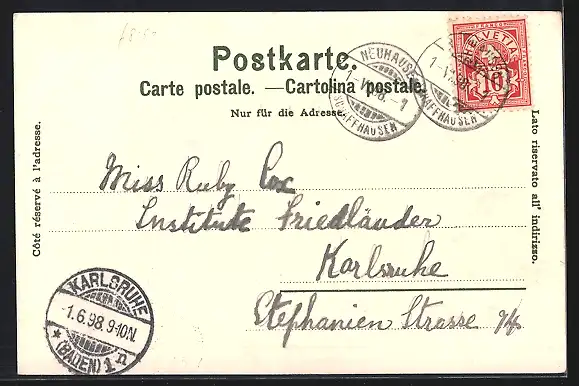 Postkarte.
Carte postale. — Cartolina postale.
Nur für die Adresse.
Côté réservé à l'adresse.
Lato riservato all' indirizzo.
NEUHAUSEN
SCHAFFHAUSEN
HELVETIA
10
Miss Ruby Cox
Institute Friedländer
Karlsruhe
Stephanien Strasse
KARLSRUHE
1.6.98.9-10N.
* (BADEN) 1 n